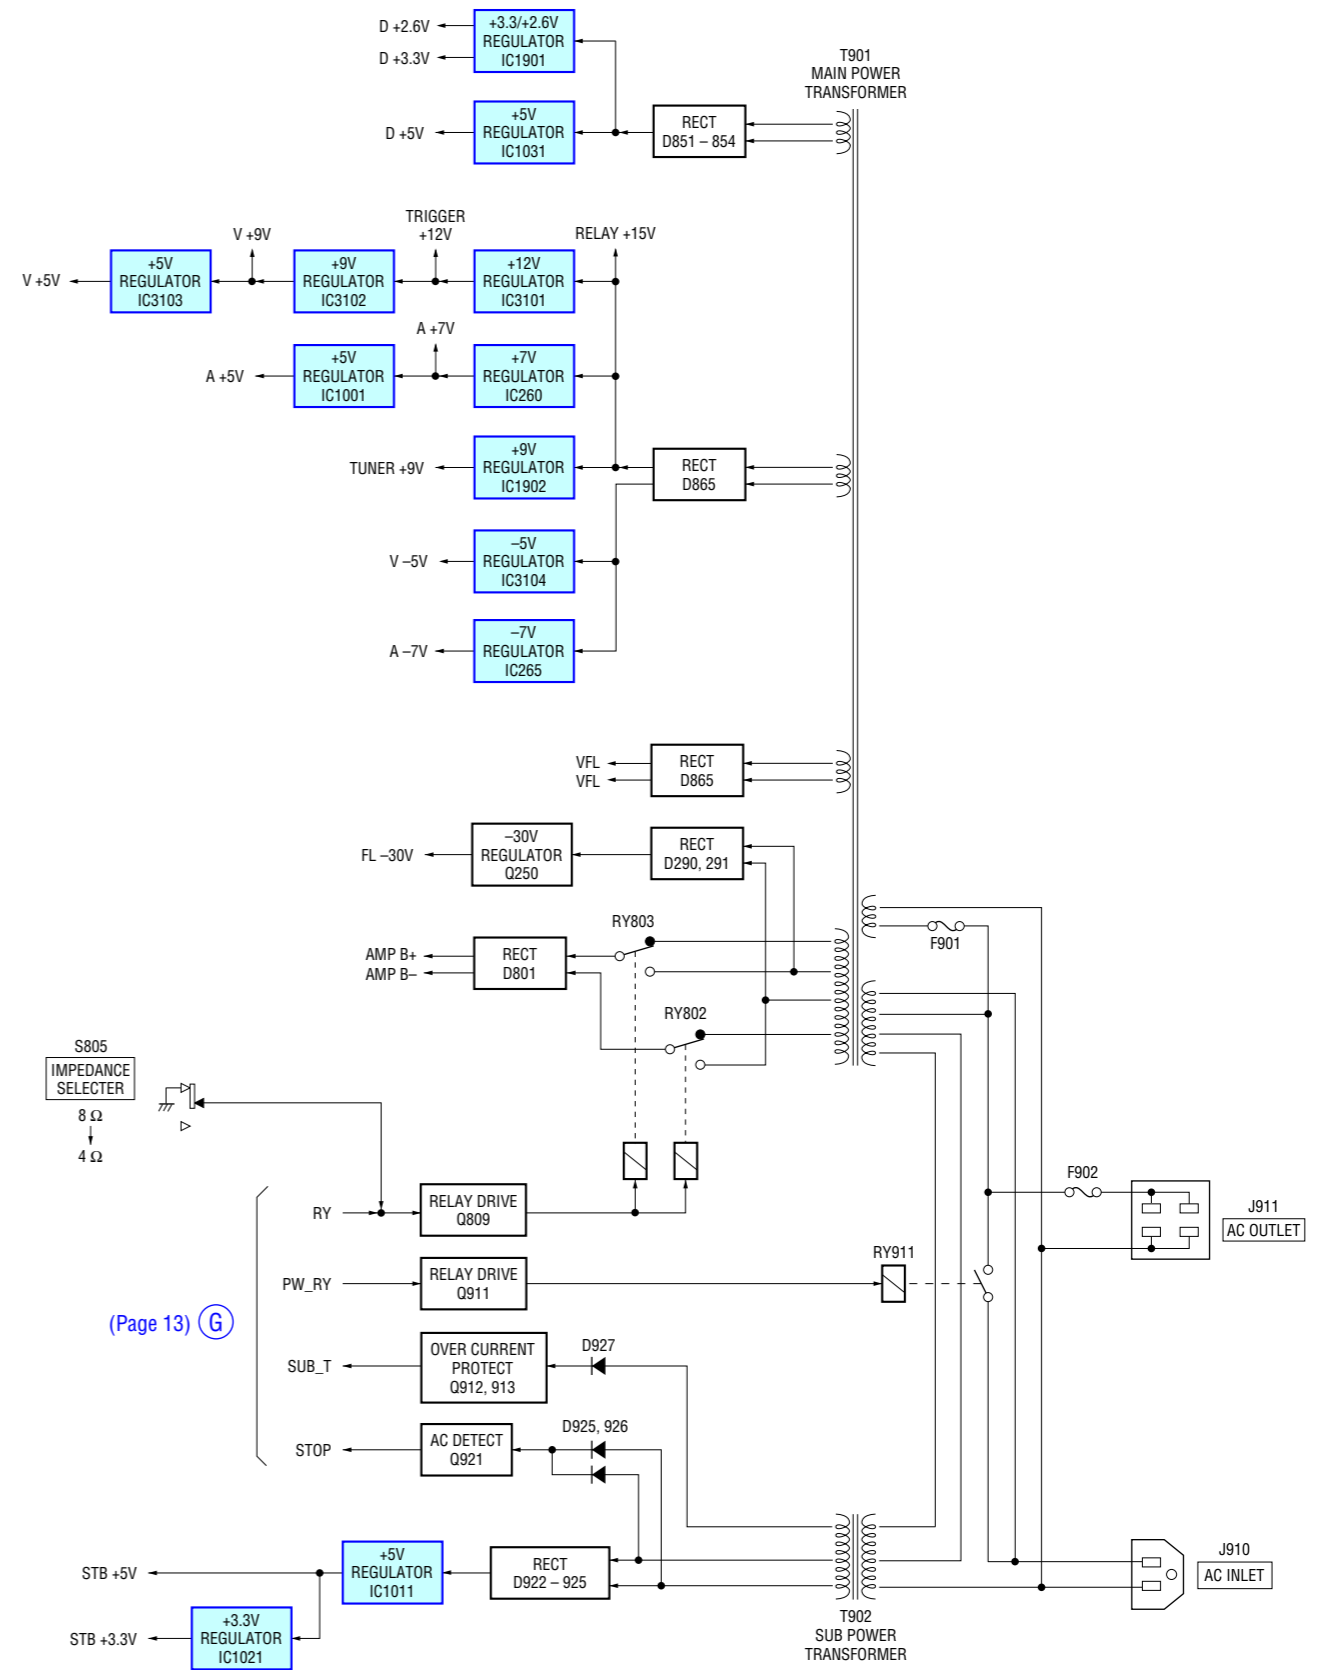 D +2.6V
D +3.3V
+3.3/+2.6V
REGULATOR
IC1901
T901
MAIN POWER
TRANSFORMER
D +5V
+5V
REGULATOR
IC1031
RECT
D851 – 854
V +9V
TRIGGER
+12V
RELAY +15V
V +5V
+5V
REGULATOR
IC3103
+9V
REGULATOR
IC3102
+12V
REGULATOR
IC3101
A +7V
A +5V
+5V
REGULATOR
IC1001
+7V
REGULATOR
IC260
TUNER +9V
+9V
REGULATOR
IC1902
RECT
D865
V –5V
–5V
REGULATOR
IC3104
A –7V
–7V
REGULATOR
IC265
VFL
VFL
RECT
D865
FL –30V
–30V
REGULATOR
Q250
RECT
D290, 291
RY803
F901
AMP B+
AMP B–
RECT
D801
RY802
S805
IMPEDANCE
SELECTER
8 Ω
4 Ω
F902
J911
AC OUTLET
RY
RELAY DRIVE
Q809
RY911
PW_RY
RELAY DRIVE
Q911
(Page 13) G
SUB_T
OVER CURRENT
PROTECT
Q912, 913
D927
STOP
AC DETECT
Q921
D925, 926
STB +5V
+5V
REGULATOR
IC1011
RECT
D922 – 925
J910
AC INLET
STB +3.3V
+3.3V
REGULATOR
IC1021
T902
SUB POWER
TRANSFORMER